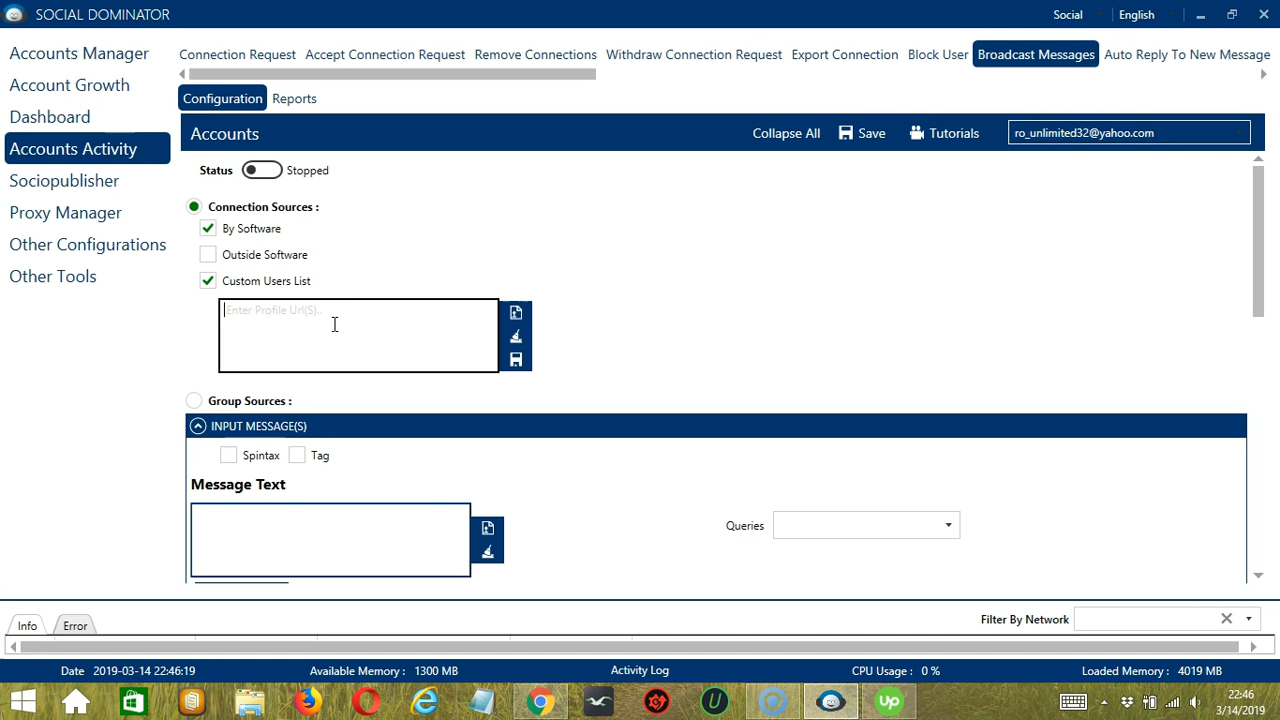 SOCIAL DOMINATOR
Social
English
Accounts Manager
Account Growth
Dashboard
Accounts Activity
Sociopublisher
Proxy Manager
Other Configurations
Other Tools
Connection Request
Accept Connection Request
Remove Connections
Withdraw Connection Request
Export Connection
Block User
Broadcast Messages
Auto Reply To New Message
Configuration
Reports
Accounts
Collapse All
Save
Tutorials
ro_unlimited32@yahoo.com
Status
Stopped
Connection Sources :
By Software
Outside Software
Custom Users List
Enter Profile Url(S)..
Group Sources :
INPUT MESSAGE(S)
Spintax
Tag
Message Text
Queries
Info
Error
Filter By Network
Date
2019-03-14 22:46:19
Available Memory : 1300 MB
Activity Log
CPU Usage : 0 %
Loaded Memory : 4019 MB
22:46
3/14/2019